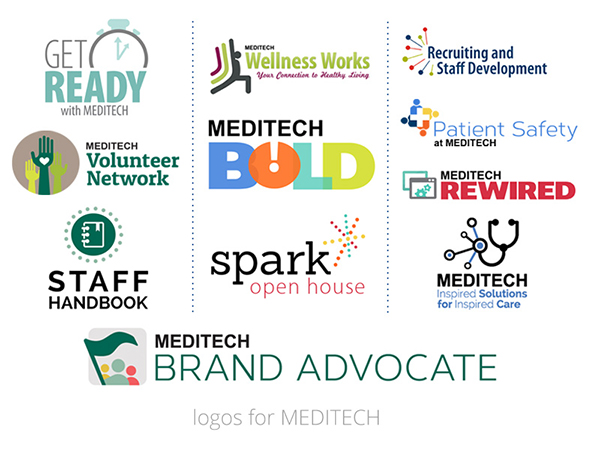 GET
READY
with MEDITECH
MEDITECH
Volunteer
Network
STAFF
HANDBOOK
MEDITECH
Wellness Works
Your Connection to Healthy Living
MEDITECH
BOLD
spark
open house
Recruiting and
Staff Development
Patient Safety
at MEDITECH
MEDITECH
REWIRED
MEDITECH
Inspired Solutions
for Inspired Care
MEDITECH
BRAND ADVOCATE
logos for MEDITECH